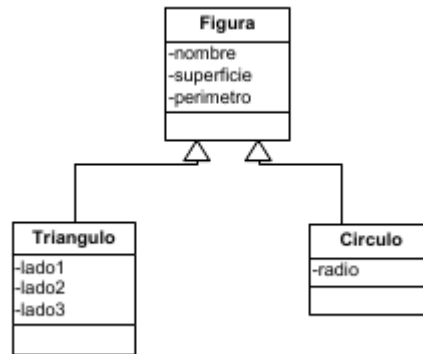 Figura
-nombre
-superficie
-perimetro
Triangulo
-lado1
-lado2
-lado3
Circulo
-radio